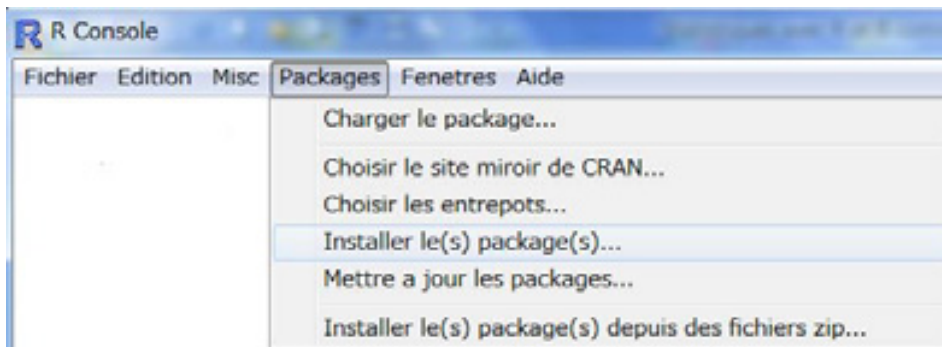 R Console
Fichier Edition Misc Packages Fenetres Aide
Charger le package...
Choisir le site miroir de CRAN...
Choisir les entrepots...
Installer le(s) package(s)...
Mettre a jour les packages...
Installer le(s) package(s) depuis des fichiers zip...